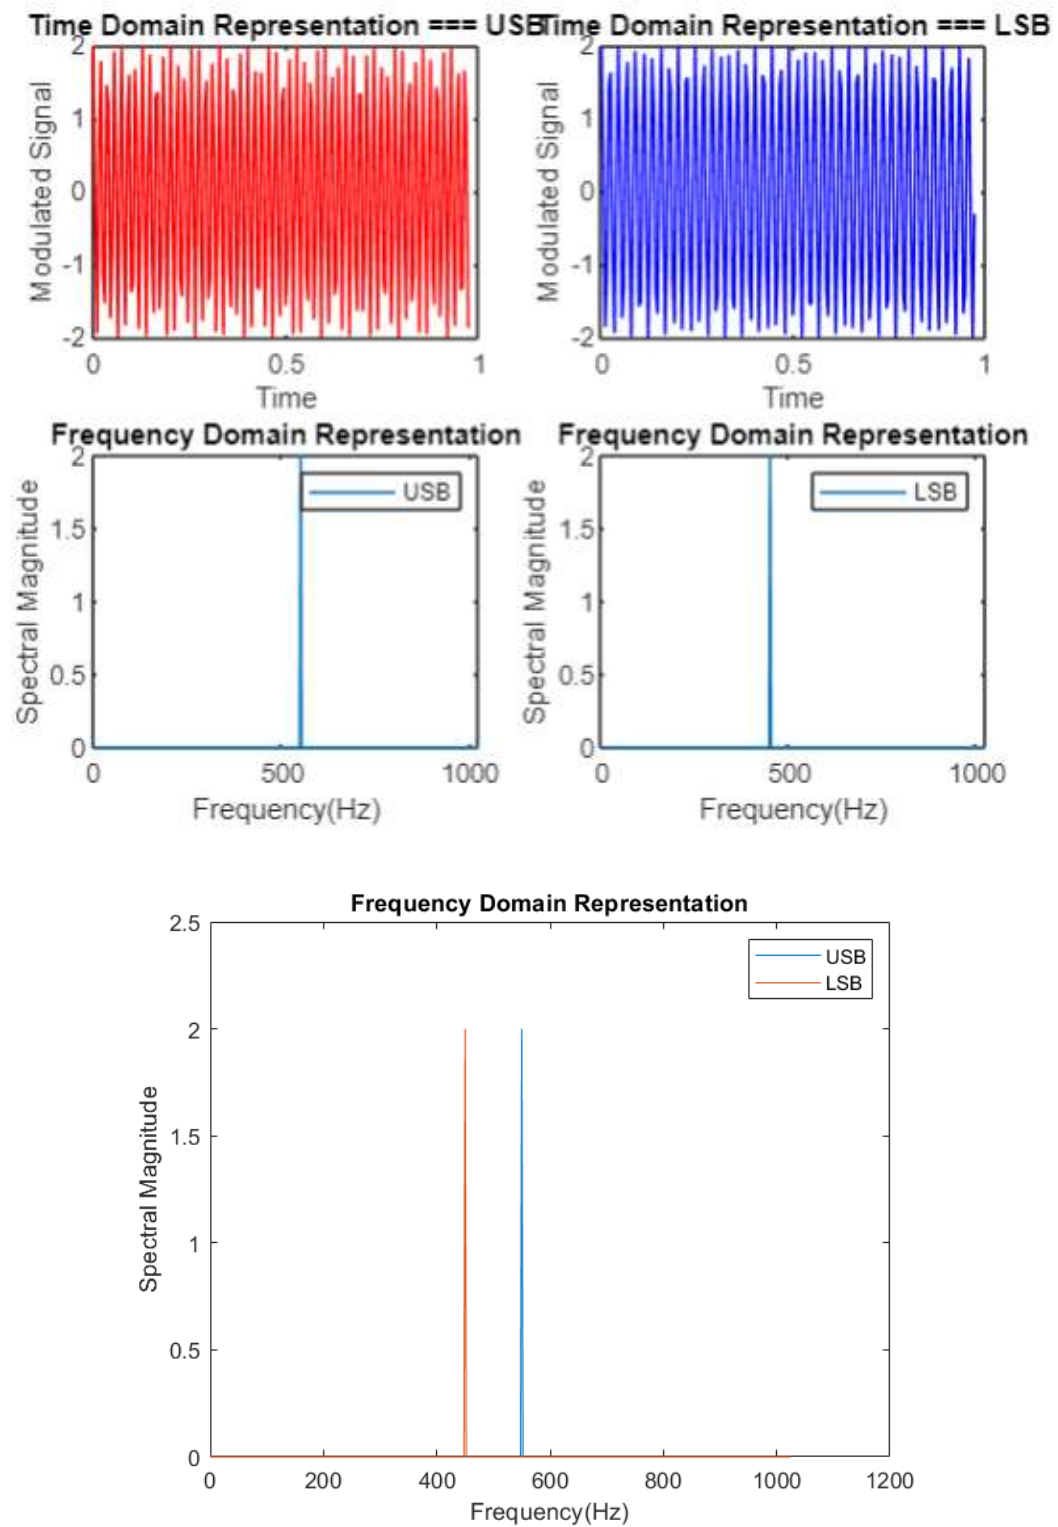 Time Domain Representation === USB
2
1
0
-1
-2
Modulated Signal
0 0.5 1
Time
Time Domain Representation === LSB
2
1
0
-1
-2
Modulated Signal
0 0.5 1
Time
Frequency Domain Representation
2
1.5
1
0.5
0
Spectral Magnitude
USB
0 500 1000
Frequency(Hz)
Frequency Domain Representation
2
1.5
1
0.5
0
Spectral Magnitude
LSB
0 500 1000
Frequency(Hz)
Frequency Domain Representation
2.5
2
1.5
1
0.5
0
Spectral Magnitude
USB
LSB
0 200 400 600 800 1000 1200
Frequency(Hz)